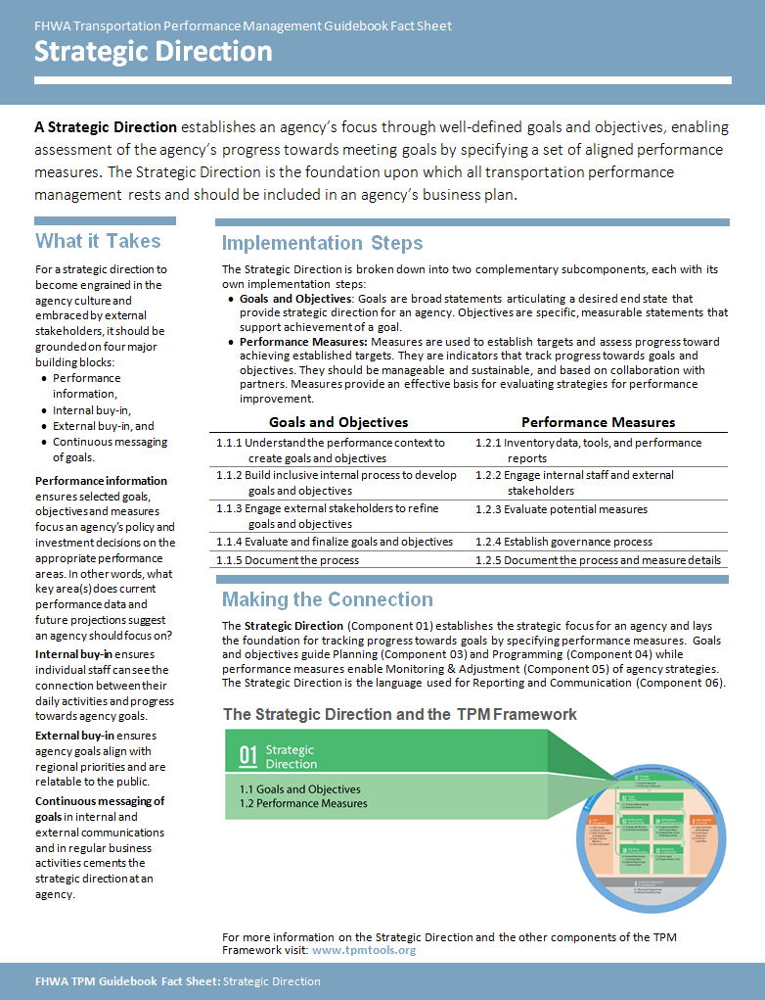 FHWA Transportation Performance Management Guidebook Fact Sheet
Strategic Direction
A Strategic Direction establishes an agency's focus through well-defined goals and objectives, enabling
assessment of the agency's progress towards meeting goals by specifying a set of aligned performance
measures. The Strategic Direction is the foundation upon which all transportation performance
management rests and should be included in an agency's business plan.
What it Takes
For a strategic direction to
become engrained in the
agency culture and
embraced by external
stakeholders, it should be
grounded on four major
building blocks:
• Performance
information,
• Internal buy-in,
• External buy-in, and
• Continuous messaging
of goals.
Performance information
ensures selected goals,
objectives and measures
focus an agency's policy and
investment decisions on the
appropriate performance
areas. In other words, what
key area(s) does current
performance data and
future projections suggest
an agency should focus on?
Internal buy-in ensures
individual staff can see the
connection between their
daily activities and progress
towards agency goals.
External buy-in ensures
agency goals align with
regional priorities and are
relatable to the public.
Continuous messaging of
goals in internal and
external communications
and in regular business
activities cements the
strategic direction at an
agency.
Implementation Steps
The Strategic Direction is broken down into two complementary subcomponents, each with its
own implementation steps:
• Goals and Objectives: Goals are broad statements articulating a desired end state that
provide strategic direction for an agency. Objectives are specific, measurable statements that
support achievement of a goal.
• Performance Measures: Measures are used to establish targets and assess progress toward
achieving established targets. They are indicators that track progress towards goals and
objectives. They should be manageable and sustainable, and based on collaboration with
partners. Measures provide an effective basis for evaluating strategies for performance
improvement.
Goals and Objectives Performance Measures
1.1.1 Understand the performance context to
create goals and objectives
1.2.1 Inventory data, tools, and performance
reports
1.1.2 Build inclusive internal process to develop
goals and objectives
1.2.2 Engage internal staff and external
stakeholders
1.1.3 Engage external stakeholders to refine
goals and objectives
1.2.3 Evaluate potential measures
1.1.4 Evaluate and finalize goals and objectives
1.2.4 Establish governance process
1.1.5 Document the process
1.2.5 Document the process and measure details
Making the Connection
The Strategic Direction (Component 01) establishes the strategic focus for an agency and lays
the foundation for tracking progress towards goals by specifying performance measures. Goals
and objectives guide Planning (Component 03) and Programming (Component 04) while
performance measures enable Monitoring & Adjustment (Component 05) of agency strategies.
The Strategic Direction is the language used for Reporting and Communication (Component 06).
The Strategic Direction and the TPM Framework
01 Strategic
Direction
1.1 Goals and Objectives
1.2 Performance Measures
For more information on the Strategic Direction and the other components of the TPM
Framework visit: www.tpmtools.org
FHWA TPM Guidebook Fact Sheet: Strategic Direction